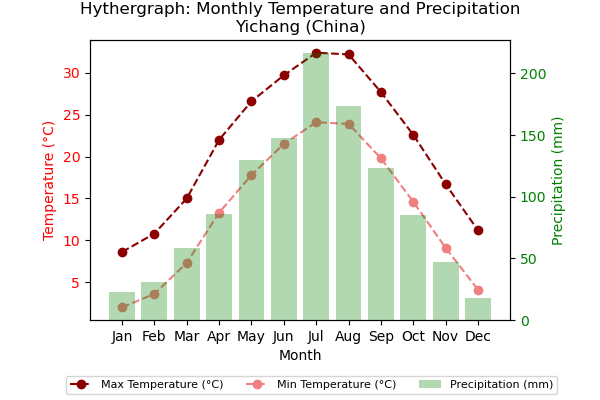 Hythergraph: Monthly Temperature and Precipitation
Yichang (China)
Temperature (°C)
30
25
20
15
10
5
Precipitation (mm)
200
150
100
50
0
Jan Feb Mar Apr May Jun Jul Aug Sep Oct Nov Dec
Month
Max Temperature (°C) Min Temperature (°C) Precipitation (mm)